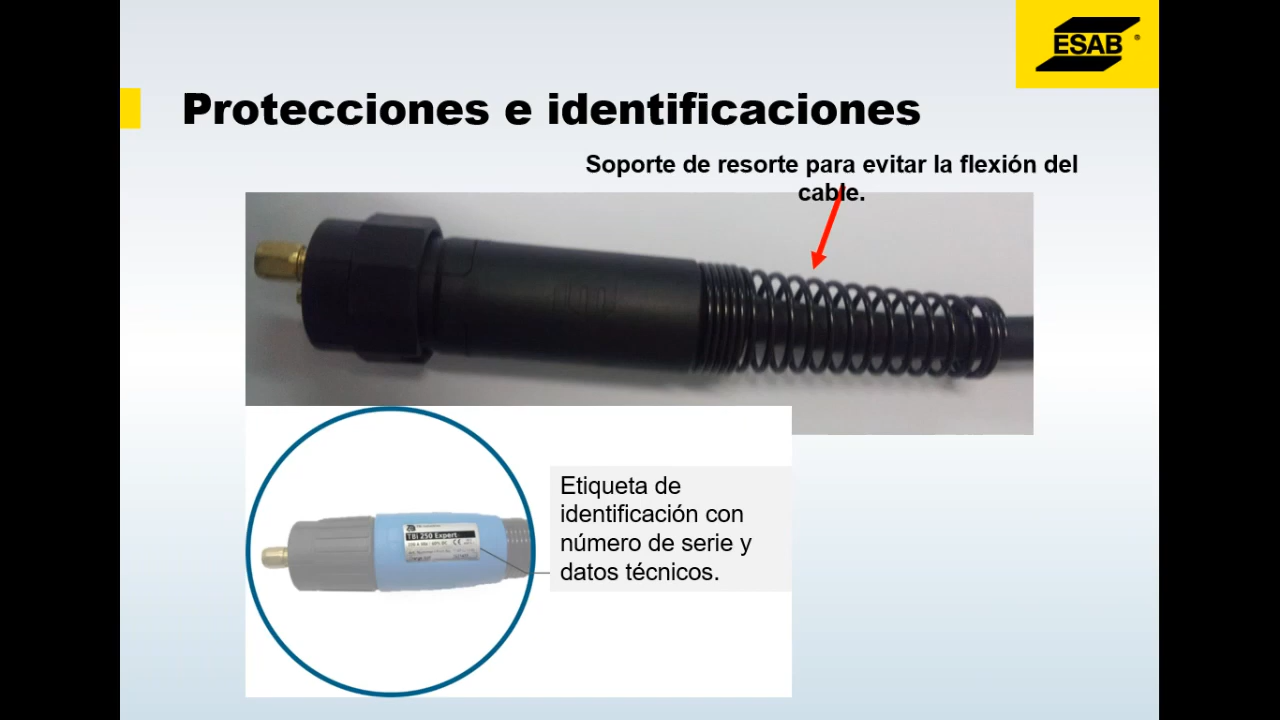 ESAB
Protecciones e identificaciones
Soporte de resorte para evitar la flexión del
cable.
TBi 250 Expert
Etiqueta de
identificación con
número de serie y
datos técnicos.